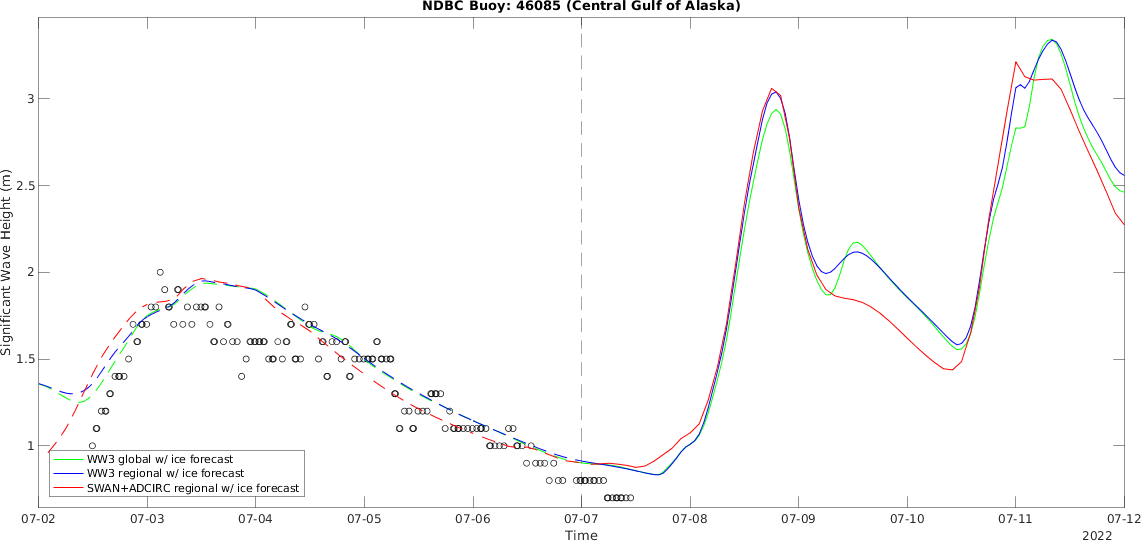 NDBC Buoy: 46085 (Central Gulf of Alaska)
Significant Wave Height (m)
3
2.5
2
1.5
1
WW3 global w/ ice forecast
WW3 regional w/ ice forecast
SWAN+ADCIRC regional w/ ice forecast
07-02 07-03 07-04 07-05 07-06 07-07 07-08 07-09 07-10 07-11 07-12
Time
2022